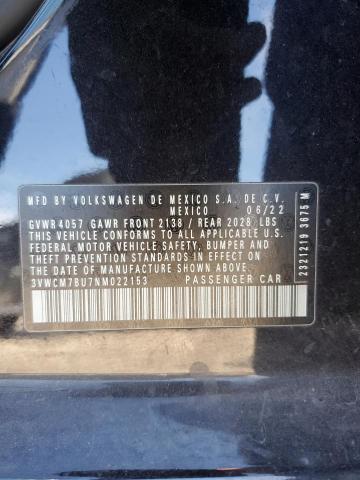 MFD BY VOLKSWAGEN DE MEXICO S.A. DE C.V.
MEXICO 06/22
GVWR4057 GAWR FRONT 2138 / REAR 2028 LBS
THIS VEHICLE CONFORMS TO ALL APPLICABLE U.S.
FEDERAL MOTOR VEHICLE SAFETY, BUMPER AND
THEFT PREVENTION STANDARDS IN EFFECT ON THE
DATE OF MANUFACTURE SHOWN ABOVE
3VWCM7BU7NM022153 PASSENGER CAR
2321219 3675 M